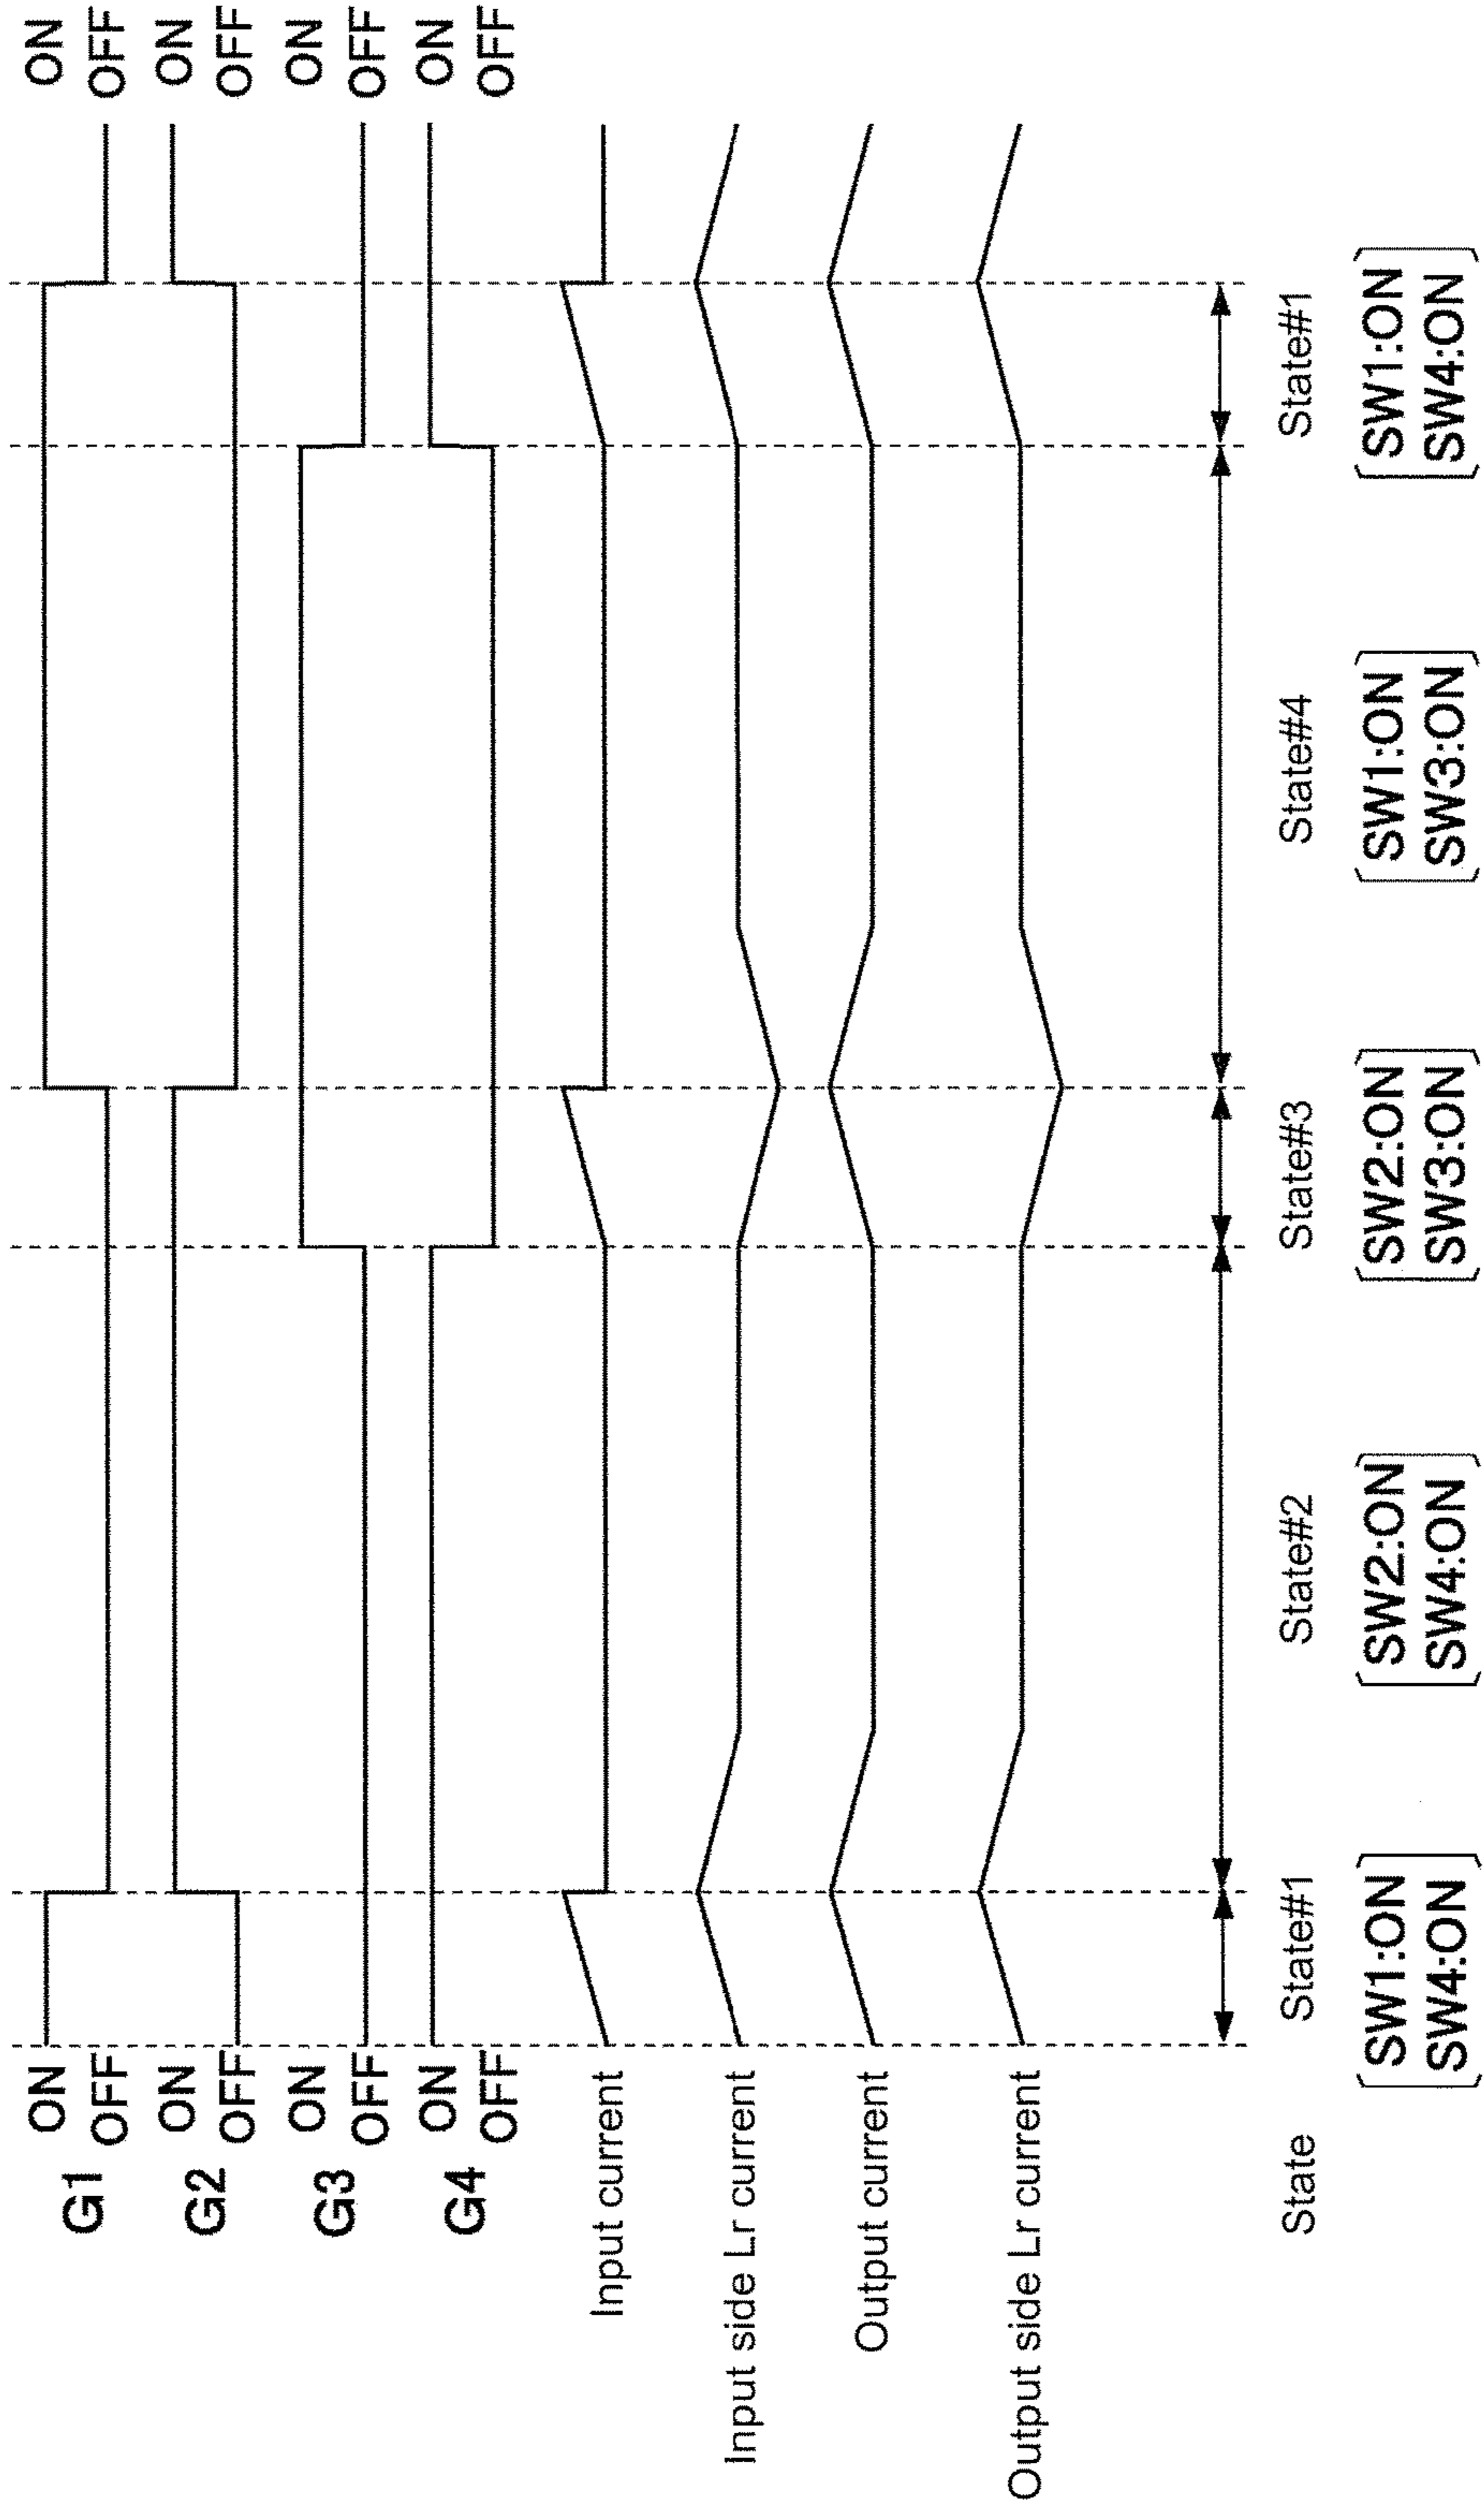 G1 ON ON
OFF OFF
G2 ON ON
OFF OFF
G3 ON ON
OFF OFF
G4 ON ON
OFF OFF
Input current
Input side Lr current
Output current
Output side Lr current
State State#1 State#2 State#3 State#4 State#1
[SW1:ON [SW2:ON [SW2:ON [SW1:ON [SW1:ON
SW4:ON] SW4:ON] SW3:ON] SW3:ON] SW4:ON]